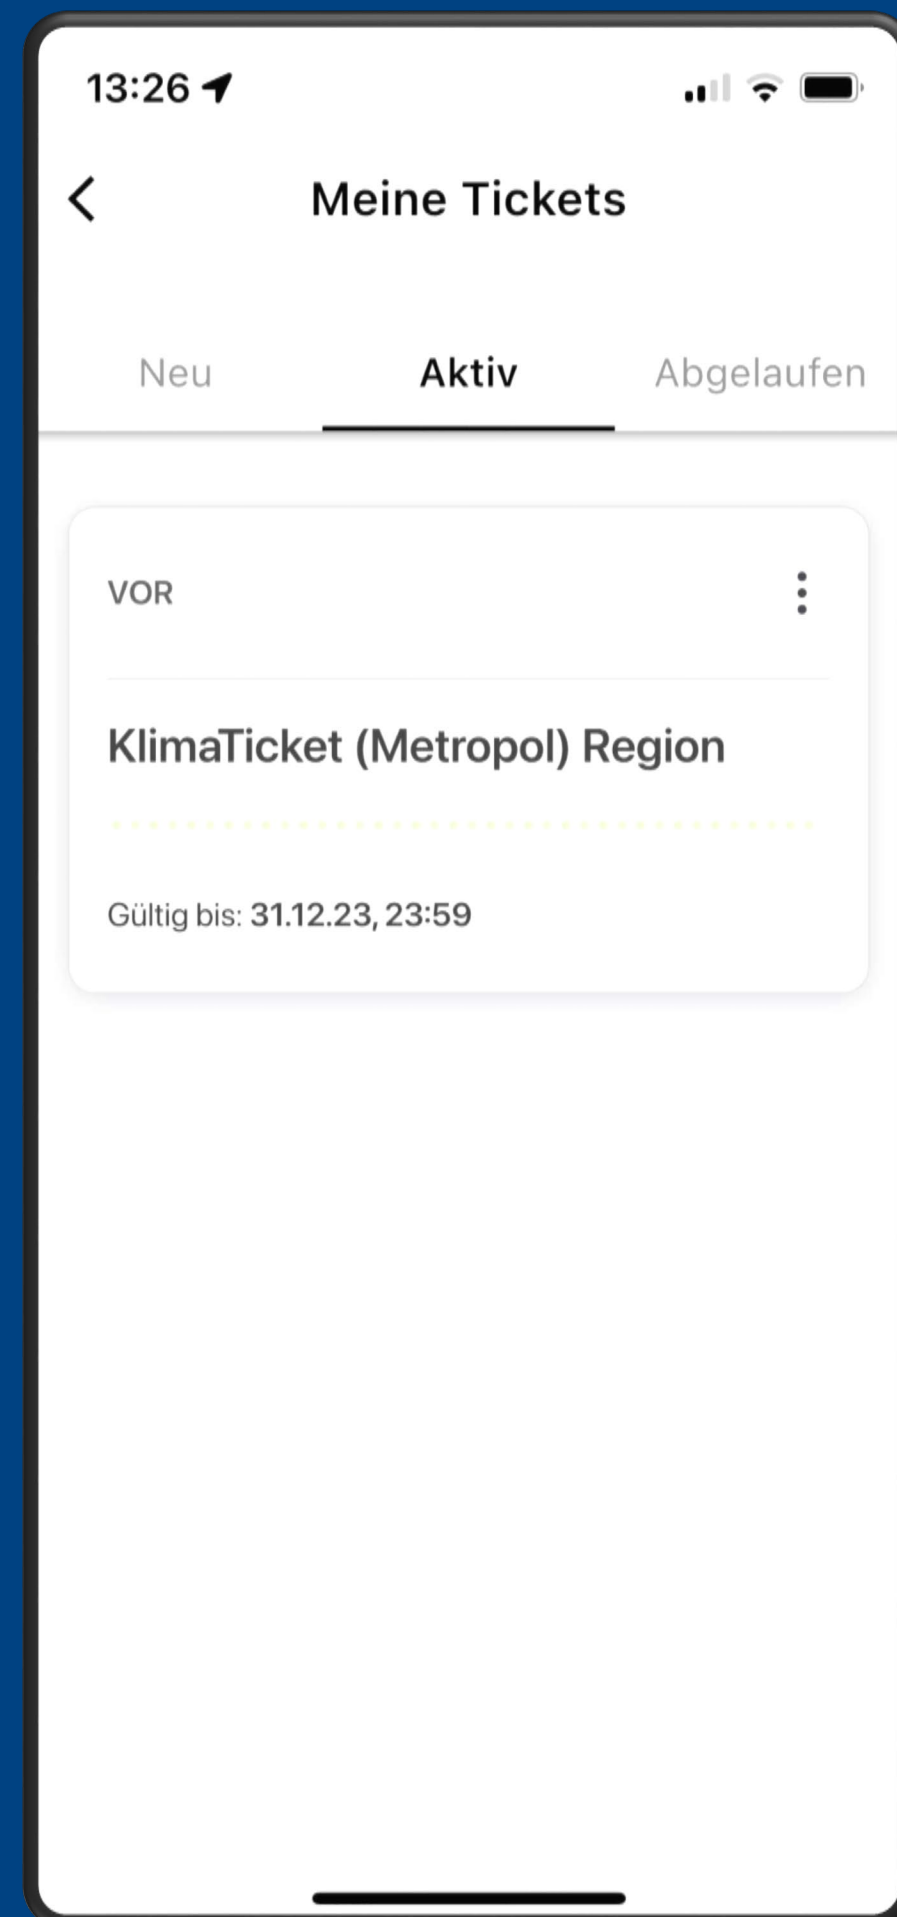 13:26
Meine Tickets
Neu Aktiv Abgelaufen
VOR
KlimaTicket (Metropol) Region
Gültig bis: 31.12.23, 23:59